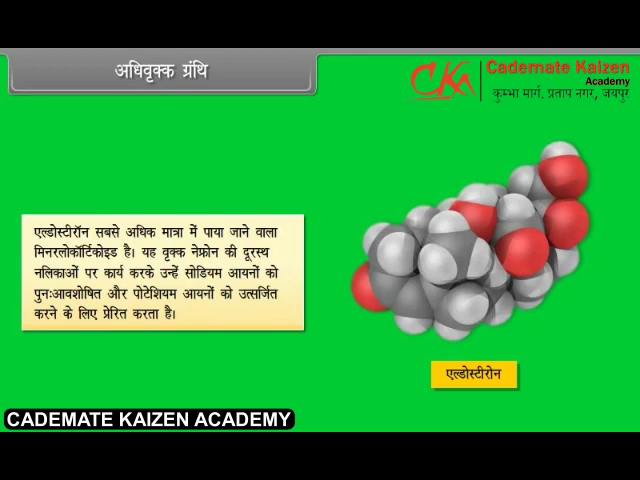 अधिवृक्क ग्रंथि
CKA
Cademate Kaizen
Academy
कुम्भा मार्ग, प्रताप नगर, जयपुर
एल्डोस्टीरॉन सबसे अधिक मात्रा में पाया जाने वाला
मिनरलोकॉर्टिकोइड है। यह वृक्क नेफ्रोन की दूरस्थ
नलिकाओं पर कार्य करके उन्हें सोडियम आयनों को
पुनःआवशोषित और पोटेशियम आयनों को उत्सर्जित
करने के लिए प्रेरित करता है।
एल्डोस्टीरोन
CADEMATE KAIZEN ACADEMY